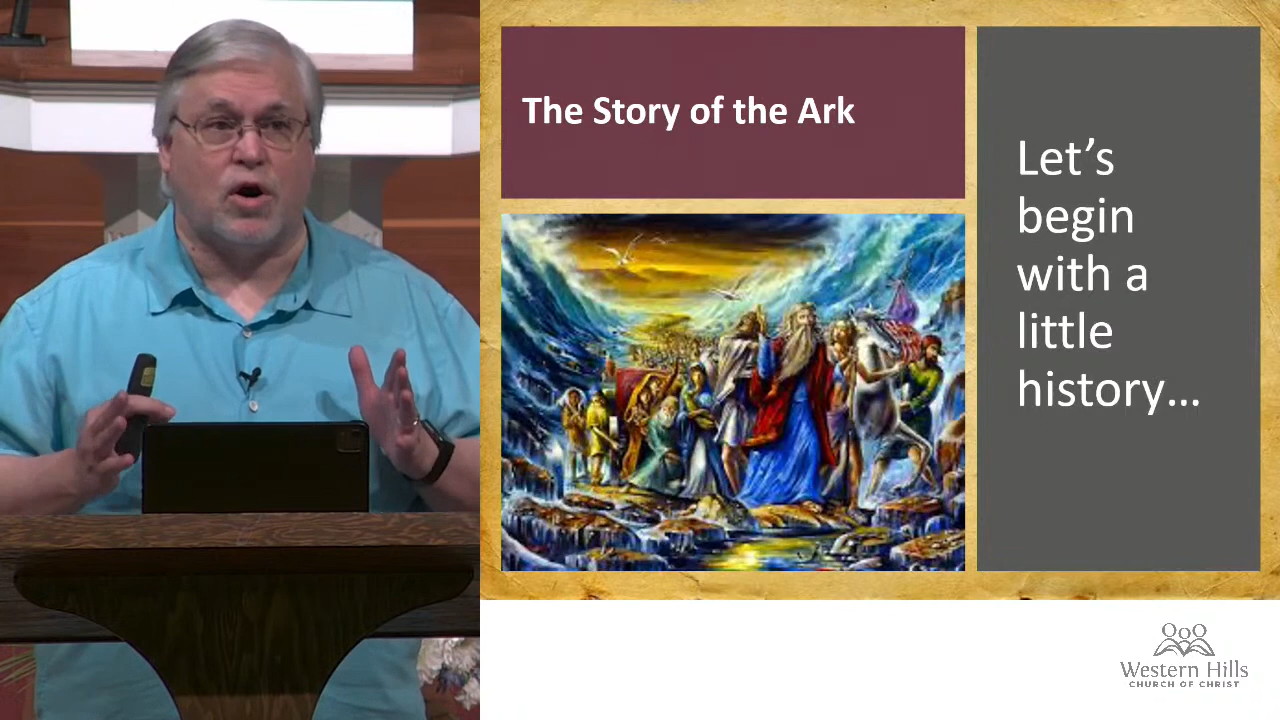 The Story of the Ark
Let's
begin
with a
little
history...
Western Hills
CHURCH OF CHRIST